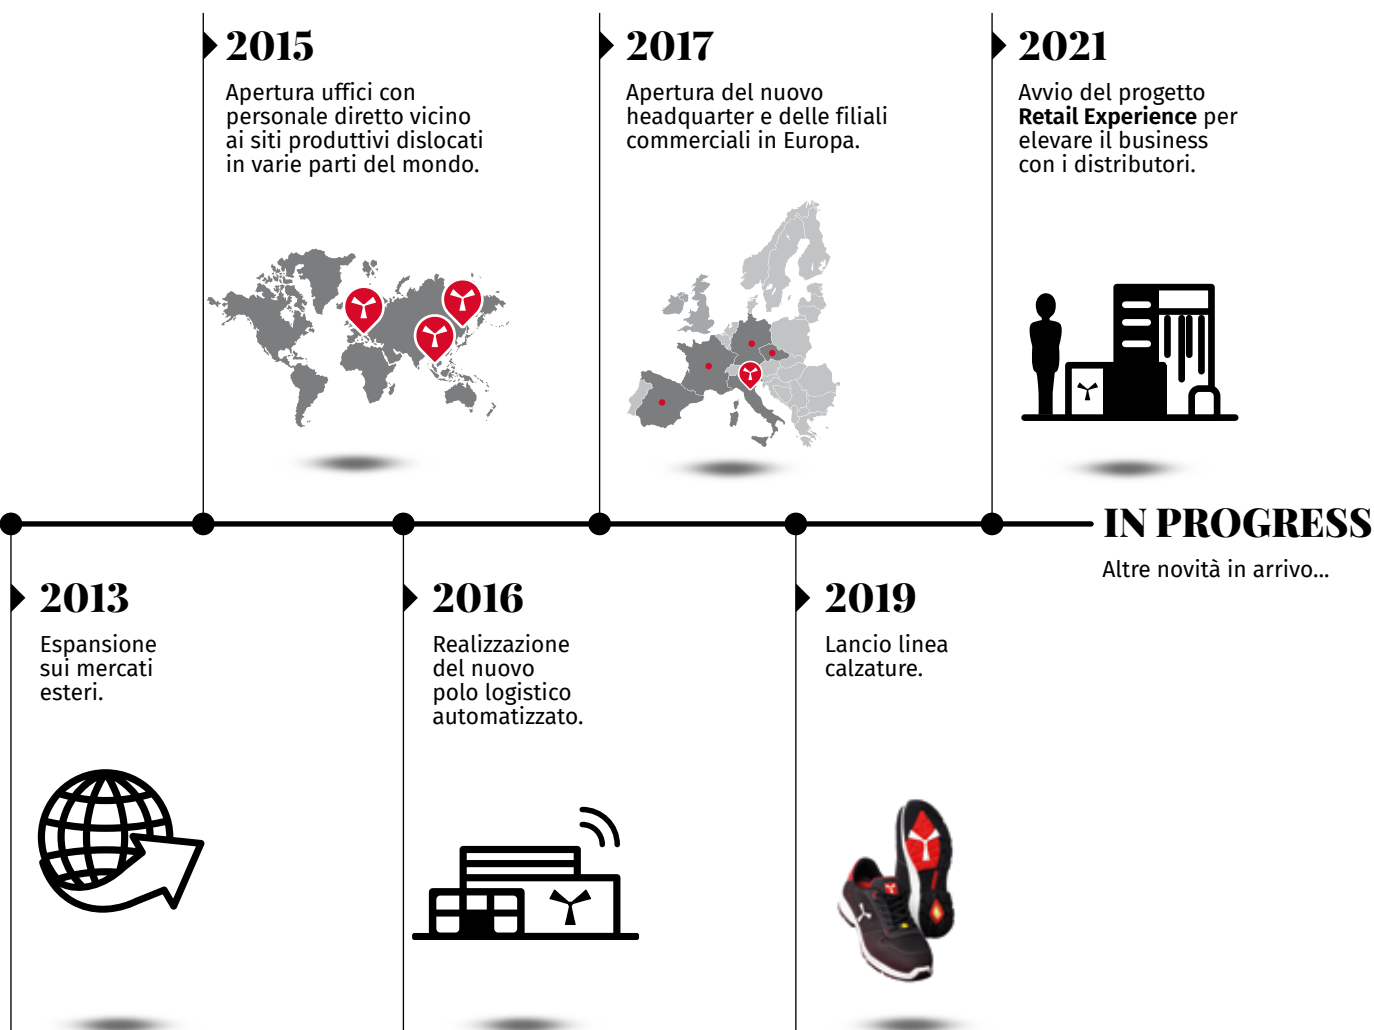 2015
Apertura uffici con
personale diretto vicino
ai siti produttivi dislocati
in varie parti del mondo.
2017
Apertura del nuovo
headquarter e delle filiali
commerciali in Europa.
2021
Avvio del progetto
Retail Experience per
elevare il business
con i distributori.
IN PROGRESS
Altre novità in arrivo...
2013
Espansione
sui mercati
esteri.
2016
Realizzazione
del nuovo
polo logistico
automatizzato.
2019
Lancio linea
calzature.